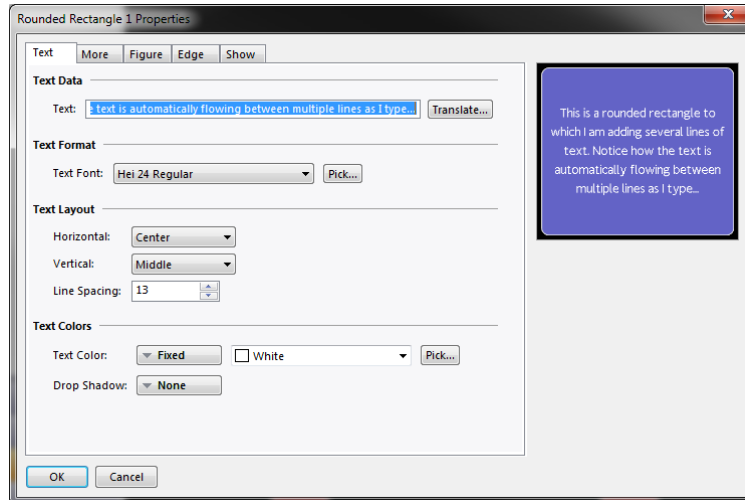 Rounded Rectangle 1 Properties
Text More Figure Edge Show
Text Data
Text: text is automatically flowing between multiple lines as I type... Translate...
Text Format
Text Font: Hei 24 Regular Pick...
Text Layout
Horizontal: Center
Vertical: Middle
Line Spacing: 13
Text Colors
Text Color: Fixed White Pick...
Drop Shadow: None
OK Cancel
This is a rounded rectangle to
which I am adding several lines of
text. Notice how the text is
automatically flowing between
multiple lines as I type...